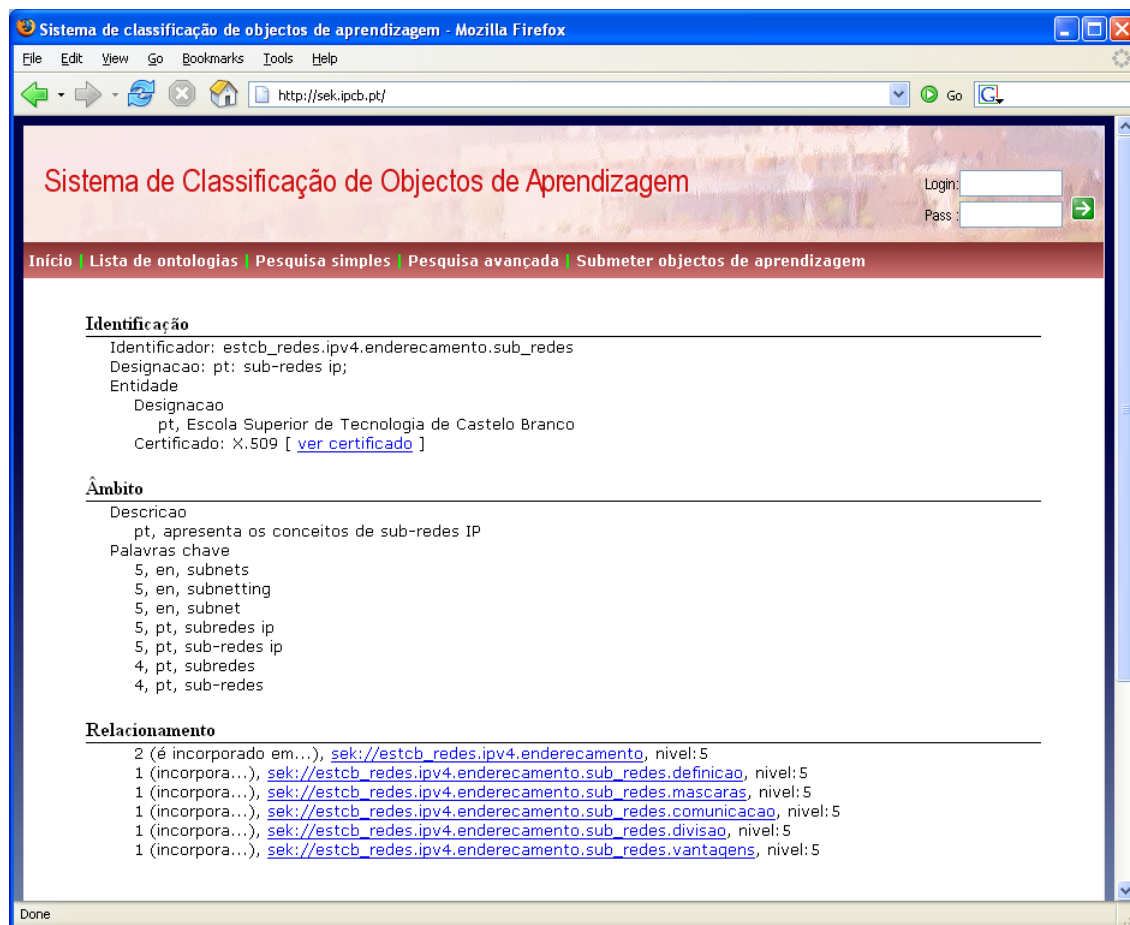 Sistema de classificação de objectos de aprendizagem - Mozilla Firefox
File Edit View Go Bookmarks Tools Help
http://sek.ipcb.pt/ Go G
Sistema de Classificação de Objectos de Aprendizagem
Login:
Pass :
Início | Lista de ontologias | Pesquisa simples | Pesquisa avançada | Submeter objectos de aprendizagem
Identificação
Identificador: estcb_redes.ipv4.enderecamento.sub_redes
Designacao: pt: sub-redes ip;
Entidade
Designacao
pt, Escola Superior de Tecnologia de Castelo Branco
Certificado: X.509 [ ver certificado ]
Âmbito
Descricao
pt, apresenta os conceitos de sub-redes IP
Palavras chave
5, en, subnets
5, en, subnetting
5, en, subnet
5, pt, subredes ip
5, pt, sub-redes ip
4, pt, subredes
4, pt, sub-redes
Relacionamento
2 (é incorporado em...), sek://estcb_redes.ipv4.enderecamento, nivel:5
1 (incorpora...), sek://estcb_redes.ipv4.enderecamento.sub_redes.definicao, nivel:5
1 (incorpora...), sek://estcb_redes.ipv4.enderecamento.sub_redes.mascaras, nivel:5
1 (incorpora...), sek://estcb_redes.ipv4.enderecamento.sub_redes.comunicacao, nivel:5
1 (incorpora...), sek://estcb_redes.ipv4.enderecamento.sub_redes.divisao, nivel:5
1 (incorpora...), sek://estcb_redes.ipv4.enderecamento.sub_redes.vantagens, nivel:5
Done